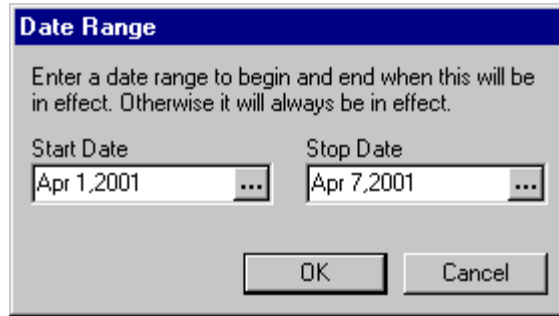 Date Range
Enter a date range to begin and end when this will be
in effect. Otherwise it will always be in effect.
Start Date
Stop Date
Apr 1,2001 ...
Apr 7,2001 ...
OK
Cancel